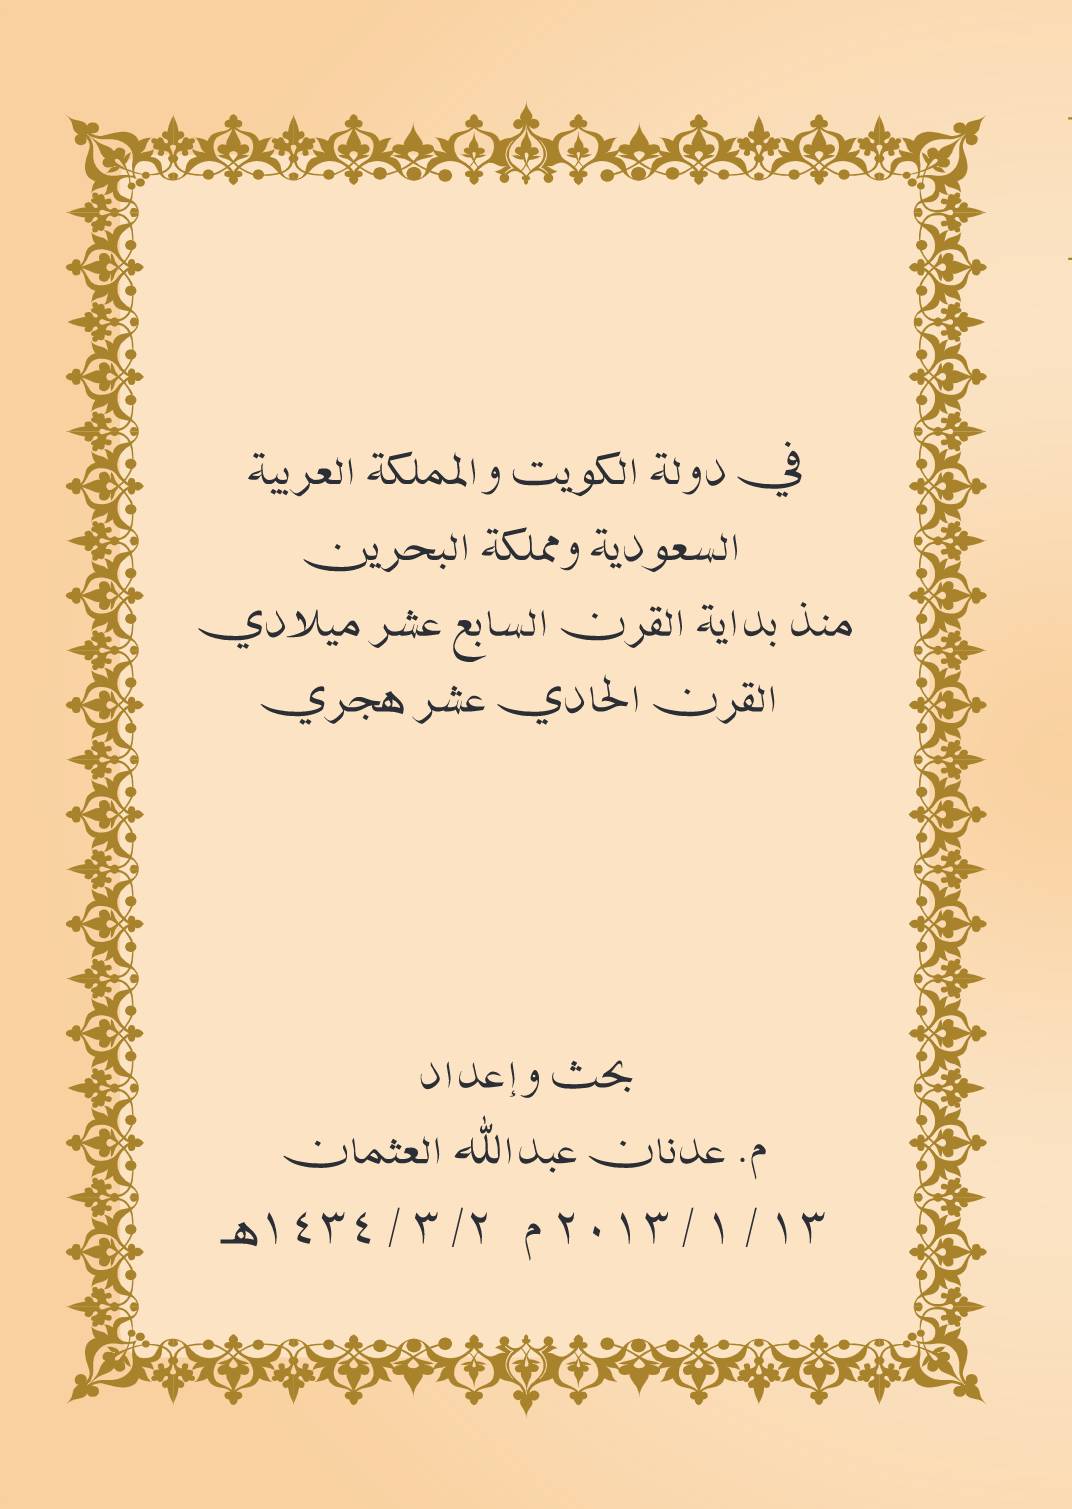 في دولة الكويت والمملكة العربية
السعودية ومملكة البحرين
منذ بداية القرن السابع عشر ميلادي
القرن الحادي عشر هجري
بحث وإعداد
م. عدنان عبدالله العثمان
١٣ / ١ / ٢٠١٣م ٢/ ٣ / ١٤٣٤هـ